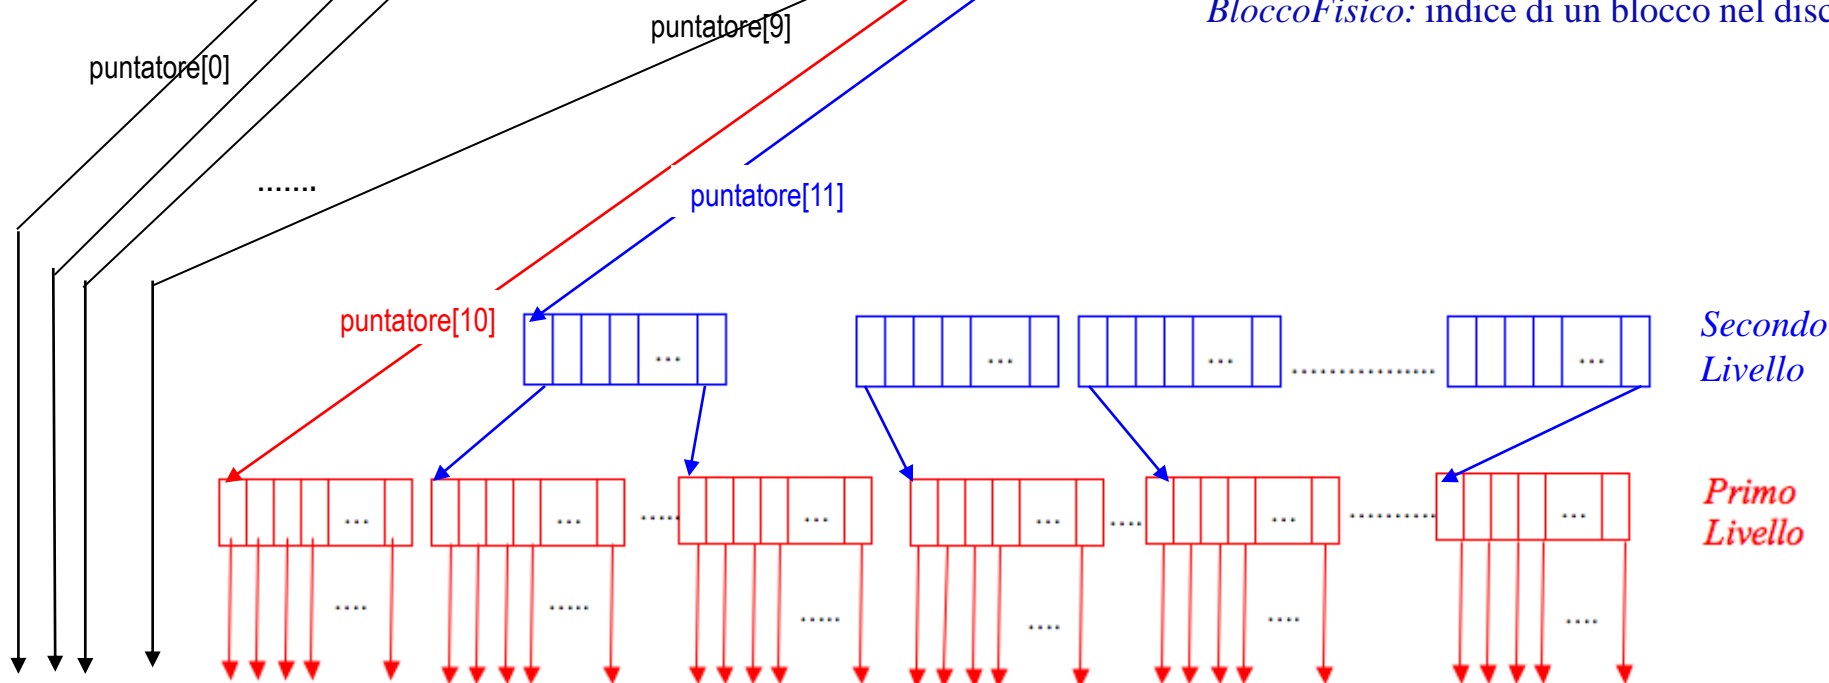 BloccoFisico: indice di un blocco nel disc
puntatore[9]
puntatore[0]
.......
puntatore[11]
puntatore[10]
... ... ... ................. ...
Secondo
Livello
... ... ..... ... ... .... ... .......... ...
Primo
Livello
.... ..... ..... .... .... ....